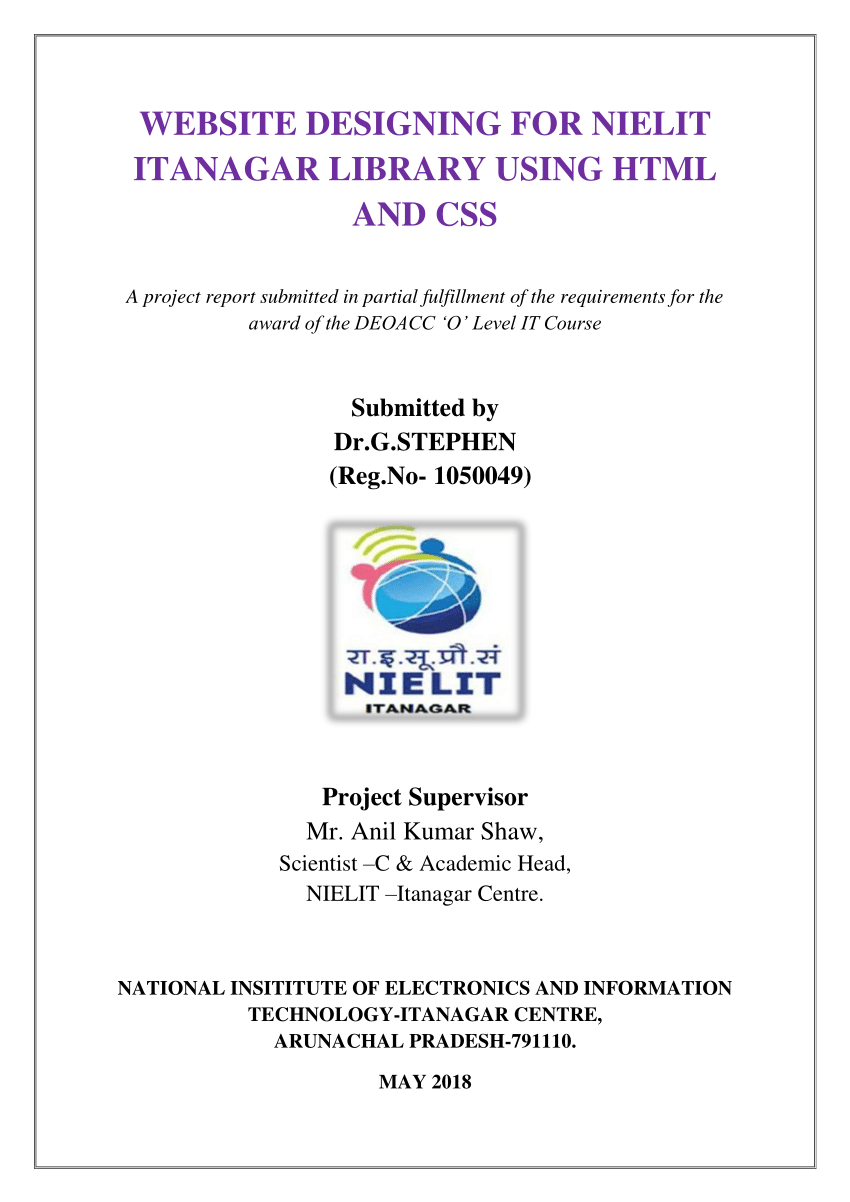 WEBSITE DESIGNING FOR NIELIT
ITANAGAR LIBRARY USING HTML
AND CSS
A project report submitted in partial fulfillment of the requirements for the
award of the DEOACC ‘O’ Level IT Course
Submitted by
Dr.G.STEPHEN
(Reg.No- 1050049)
रा.इ.सू.प्रौ.सं
NIELIT
ITANAGAR
Project Supervisor
Mr. Anil Kumar Shaw,
Scientist –C & Academic Head,
NIELIT –Itanagar Centre.
NATIONAL INSITITUTE OF ELECTRONICS AND INFORMATION
TECHNOLOGY-ITANAGAR CENTRE,
ARUNACHAL PRADESH-791110.
MAY 2018